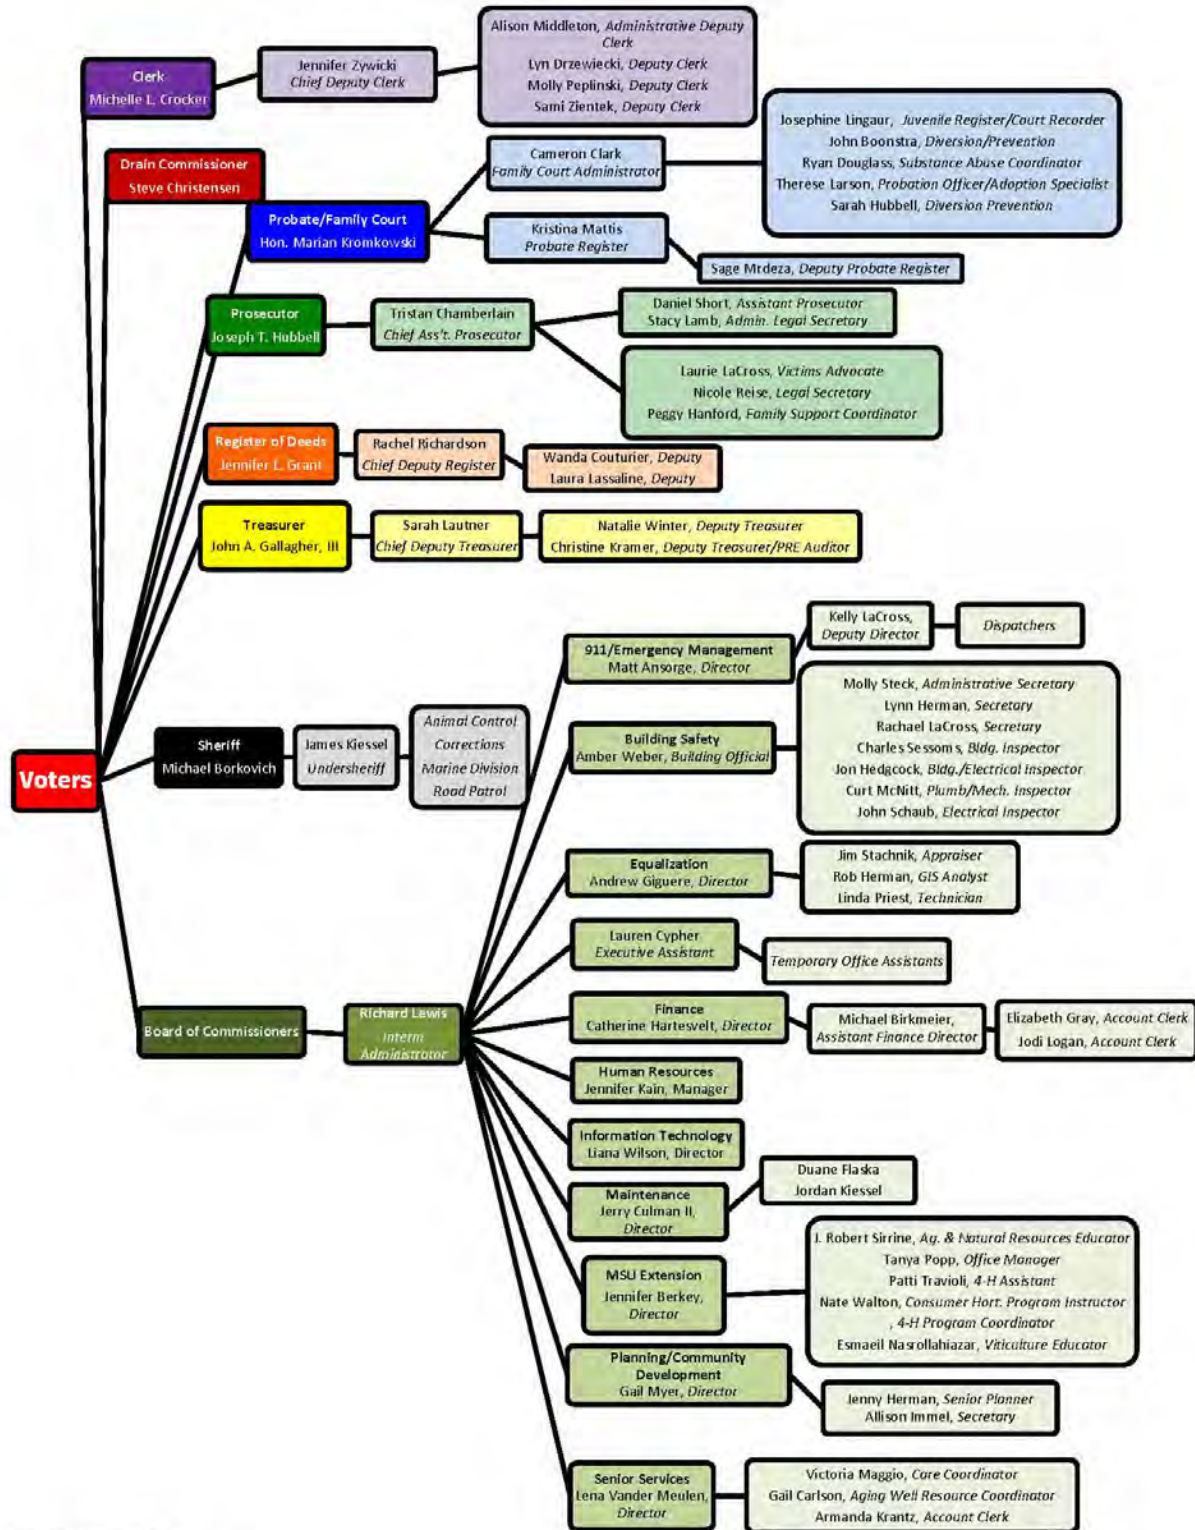 Alison Middleton, Administrative Deputy
Clerk
Lyn Drzewiecki, Deputy Clerk
Molly Peplinski, Deputy Clerk
Sami Zientek, Deputy Clerk
Clerk
Michelle L. Crocker
Jennifer Zywicki
Chief Deputy Clerk
Josephine Lingaur, Juvenile Register/Court Recorder
John Boonstra, Diversion/Prevention
Ryan Douglass, Substance Abuse Coordinator
Therese Larson, Probation Officer/Adoption Specialist
Sarah Hubbell, Diversion Prevention
Drain Commissioner
Steve Christensen
Cameron Clark
Family Court Administrator
Probate/Family Court
Hon. Marian Kromkowski
Kristina Mattis
Probate Register
Sage Mrdeza, Deputy Probate Register
Prosecutor
Joseph T. Hubbell
Tristan Chamberlain
Chief Ass't. Prosecutor
Daniel Short, Assistant Prosecutor
Stacy Lamb, Admin. Legal Secretary
Laurie LaCross, Victims Advocate
Nicole Reise, Legal Secretary
Peggy Hanford, Family Support Coordinator
Register of Deeds
Jennifer L. Grant
Rachel Richardson
Chief Deputy Register
Wanda Couturier, Deputy
Laura Lassaline, Deputy
Treasurer
John A. Gallagher, III
Sarah Lautner
Chief Deputy Treasurer
Natalie Winter, Deputy Treasurer
Christine Kramer, Deputy Treasurer/PRE Auditor
Voters
Sheriff
Michael Borkovich
James Kiessel
Undersheriff
Animal Control
Corrections
Marine Division
Road Patrol
Board of Commissioners
Richard Lewis
Interim
Administrator
911/Emergency Management
Matt Ansorge, Director
Kelly LaCross,
Deputy Director
Dispatchers
Building Safety
Amber Weber, Building Official
Molly Steck, Administrative Secretary
Lynn Herman, Secretary
Rachael LaCross, Secretary
Charles Sessoms, Bldg. Inspector
Jon Hedgcock, Bldg./Electrical Inspector
Curt McNitt, Plumb/Mech. Inspector
John Schaub, Electrical Inspector
Equalization
Andrew Giguere, Director
Jim Stachnik, Appraiser
Rob Herman, GIS Analyst
Linda Priest, Technician
Lauren Cypher
Executive Assistant
Temporary Office Assistants
Finance
Catherine Hartesvelt, Director
Michael Birkmeier,
Assistant Finance Director
Elizabeth Gray, Account Clerk
Jodi Logan, Account Clerk
Human Resources
Jennifer Kain, Manager
Information Technology
Liana Wilson, Director
Maintenance
Jerry Culman II,
Director
Duane Flaska
Jordan Kiessel
MSU Extension
Jennifer Berkey,
Director
J. Robert Sirrine, Ag. & Natural Resources Educator
Tanya Popp, Office Manager
Patti Travioli, 4-H Assistant
Nate Walton, Consumer Hort. Program Instructor
, 4-H Program Coordinator
Esmaeil Nasrollahiazar, Viticulture Educator
Planning/Community
Development
Gail Myer, Director
Jenny Herman, Senior Planner
Allison Immel, Secretary
Senior Services
Lena Vander Meulen,
Director
Victoria Maggio, Care Coordinator
Gail Carlson, Aging Well Resource Coordinator
Armanda Krantz, Account Clerk